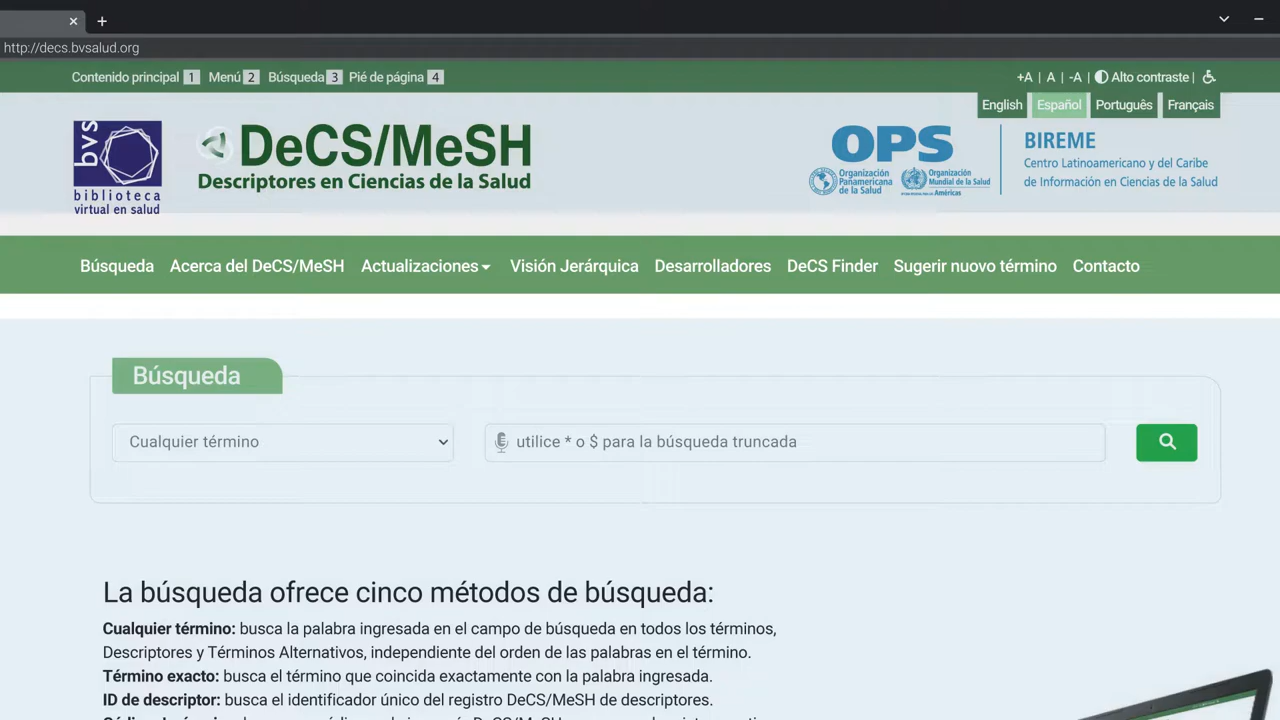 http://decs.bvsalud.org
Contenido principal 1 Menú 2 Búsqueda 3 Pié de página 4
+A | A | -A | Alto contraste |
English Español Português Français
bvs
biblioteca
virtual en salud
DeCS/MeSH
Descriptores en Ciencias de la Salud
OPS
Organización
Panamericana
de la Salud
Organización
Mundial de la Salud
Américas
BIREME
Centro Latinoamericano y del Caribe
de Información en Ciencias de la Salud
Búsqueda Acerca del DeCS/MeSH Actualizaciones Visión Jerárquica Desarrolladores DeCS Finder Sugerir nuevo término Contacto
Búsqueda
Cualquier término
utilice * o $ para la búsqueda truncada
La búsqueda ofrece cinco métodos de búsqueda:
Cualquier término: busca la palabra ingresada en el campo de búsqueda en todos los términos,
Descriptores y Términos Alternativos, independiente del orden de las palabras en el término.
Término exacto: busca el término que coincida exactamente con la palabra ingresada.
ID de descriptor: busca el identificador único del registro DeCS/MeSH de descriptores.